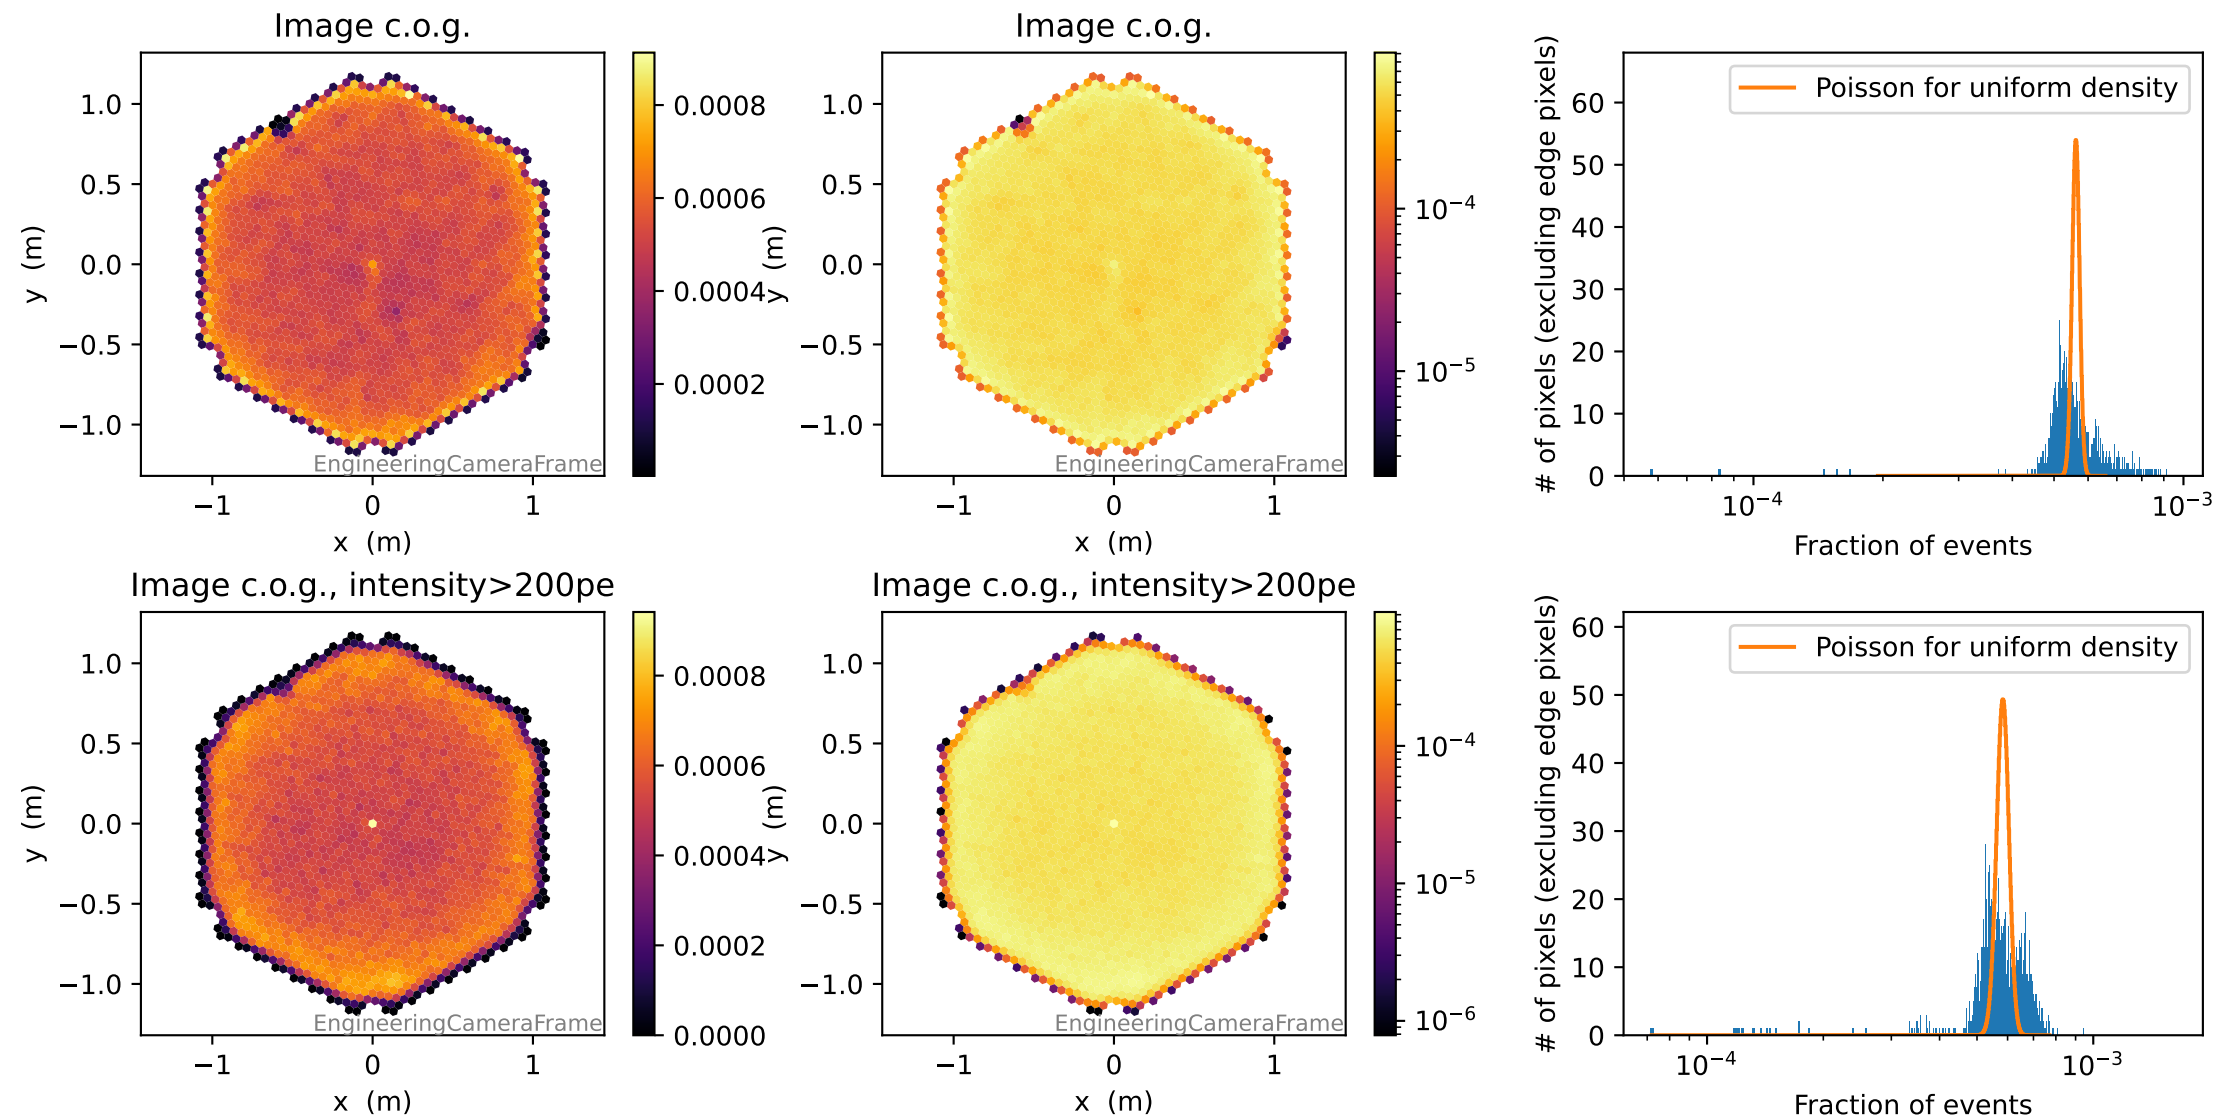 Image c.o.g.
y (m)
1.0
0.5
0.0
−0.5
−1.0
−1
0
1
x (m)
EngineeringCameraFrame
0.0008
0.0006
0.0004
0.0002
Image c.o.g.
y (m)
1.0
0.5
0.0
−0.5
−1.0
−1
0
1
x (m)
EngineeringCameraFrame
10⁻⁴
10⁻⁵
# of pixels (excluding edge pixels)
60
50
40
30
20
10
0
Poisson for uniform density
10⁻⁴
10⁻³
Fraction of events
Image c.o.g., intensity>200pe
y (m)
1.0
0.5
0.0
−0.5
−1.0
−1
0
1
x (m)
EngineeringCameraFrame
0.0008
0.0006
0.0004
0.0002
0.0000
Image c.o.g., intensity>200pe
y (m)
1.0
0.5
0.0
−0.5
−1.0
−1
0
1
x (m)
EngineeringCameraFrame
10⁻⁴
10⁻⁵
10⁻⁶
# of pixels (excluding edge pixels)
60
50
40
30
20
10
0
Poisson for uniform density
10⁻⁴
10⁻³
Fraction of events